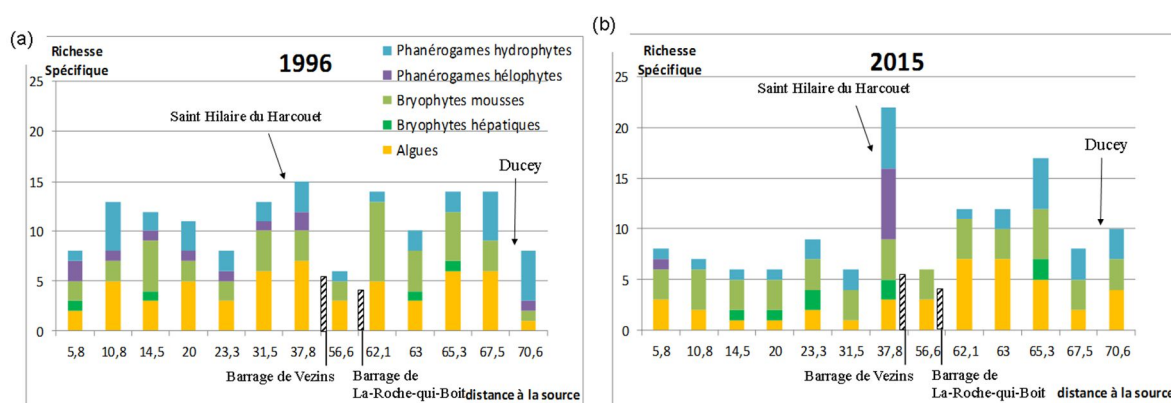 (a)
Richesse
Spécifique
1996
Phanérogames hydrophytes
Phanérogames hélophytes
Bryophytes mousses
Bryophytes hépatiques
Algues
Saint Hilaire du Harcouet
Ducey
25
20
15
10
5
0
5,8 10,8 14,5 20 23,3 31,5 37,8 56,6 62,1 63 65,3 67,5 70,6
Barrage de Vezins
Barrage de
La-Roche-qui-Boit
distance à la source
(b)
Richesse
Spécifique
2015
Saint Hilaire du Harcouet
Ducey
25
20
15
10
5
0
5,8 10,8 14,5 20 23,3 31,5 37,8 56,6 62,1 63 65,3 67,5 70,6
Barrage de Vezins
Barrage de
La-Roche-qui-Boit
distance à la source